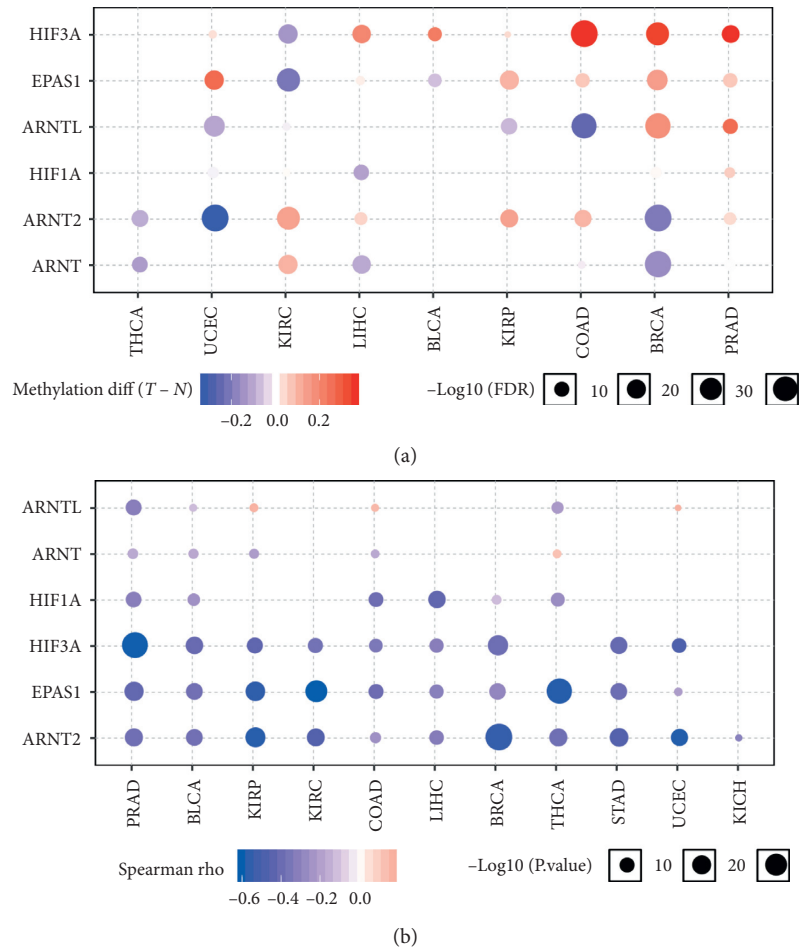 HIF3A
EPAS1
ARNTL
HIF1A
ARNT2
ARNT
THCA UCEC KIRC LIHC BLCA KIRP COAD BRCA PRAD
Methylation diff (T – N) –0.2 0.0 0.2
–Log10 (FDR) 10 20 30
(a)
ARNTL
ARNT
HIF1A
HIF3A
EPAS1
ARNT2
PRAD BLCA KIRP KIRC COAD LIHC BRCA THCA STAD UCEC KICH
Spearman rho –0.6 –0.4 –0.2 0.0
–Log10 (P.value) 10 20
(b)